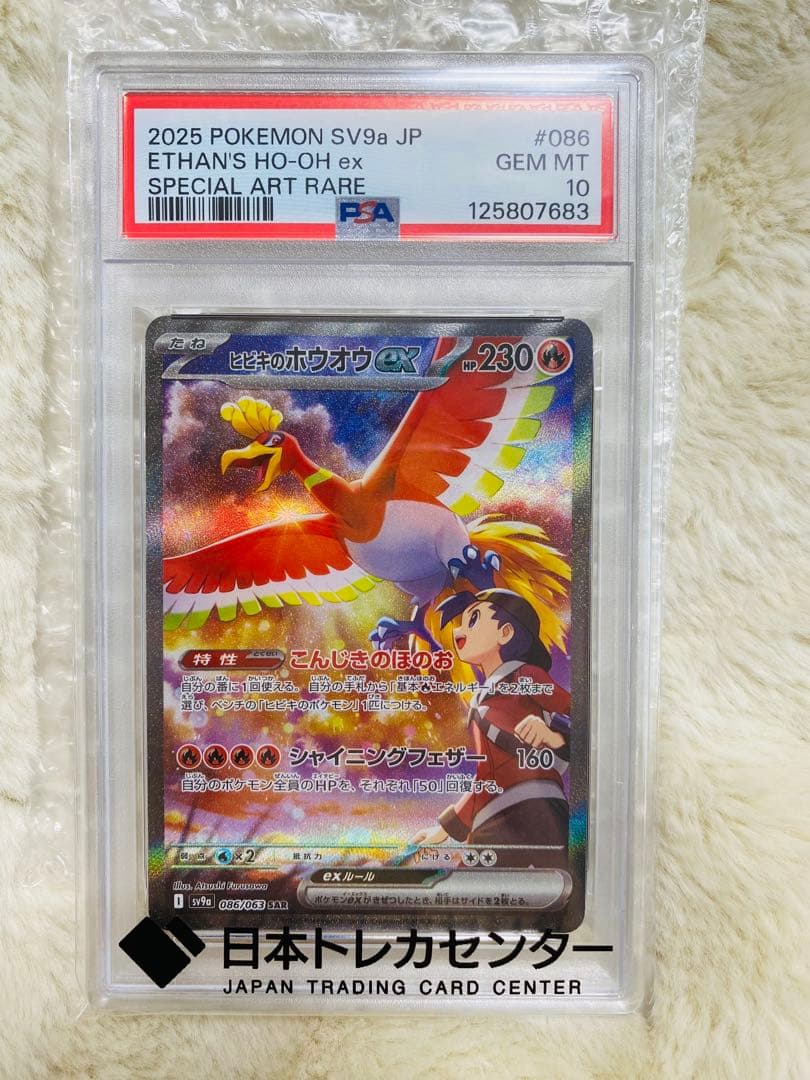 2025 POKEMON SV9a JP #086
ETHAN'S HO-OH ex GEM MT
SPECIAL ART RARE 10
PSA 125807683
たね ヒビキのホウオウex HP230
特性 とくせい こんじきのほのお
自分の番に1回使える。自分の手札から「基本エネルギー」を2枚まで
選び、ベンチの「ヒビキのポケモン」1匹につける。
シャイニングフェザー 160
自分のポケモン全員のHPを、それぞれ「50」回復する。
弱点 ×2 抵抗力 にげる
exルール
ポケモンexがきぜつしたとき、相手はサイドを2枚とる。
Illus. Atsushi Furusawa
I sv9a 086/063 SAR
日本トレカセンター
JAPAN TRADING CARD CENTER